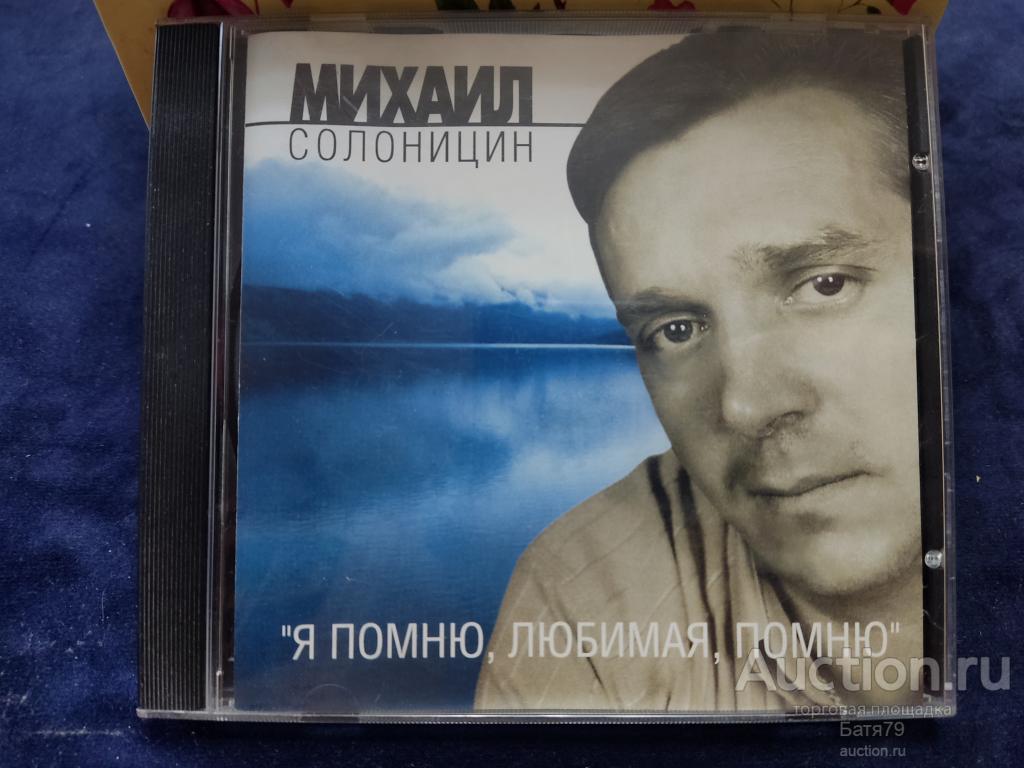 МИХАИЛ
СОЛОНИЦИН
"Я ПОМНЮ, ЛЮБИМАЯ, ПОМНЮ"
Auction.ru
торговая площадка
Батя79
auction.ru